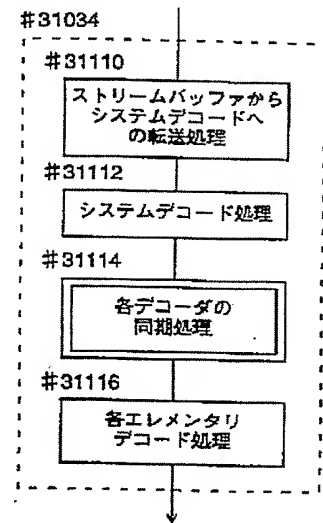 #31034
#31110
ストリームバッファから
システムデコードへ
の転送処理
#31112
システムデコード処理
#31114
各デコーダの
同期処理
#31116
各エレメンタリ
デコード処理